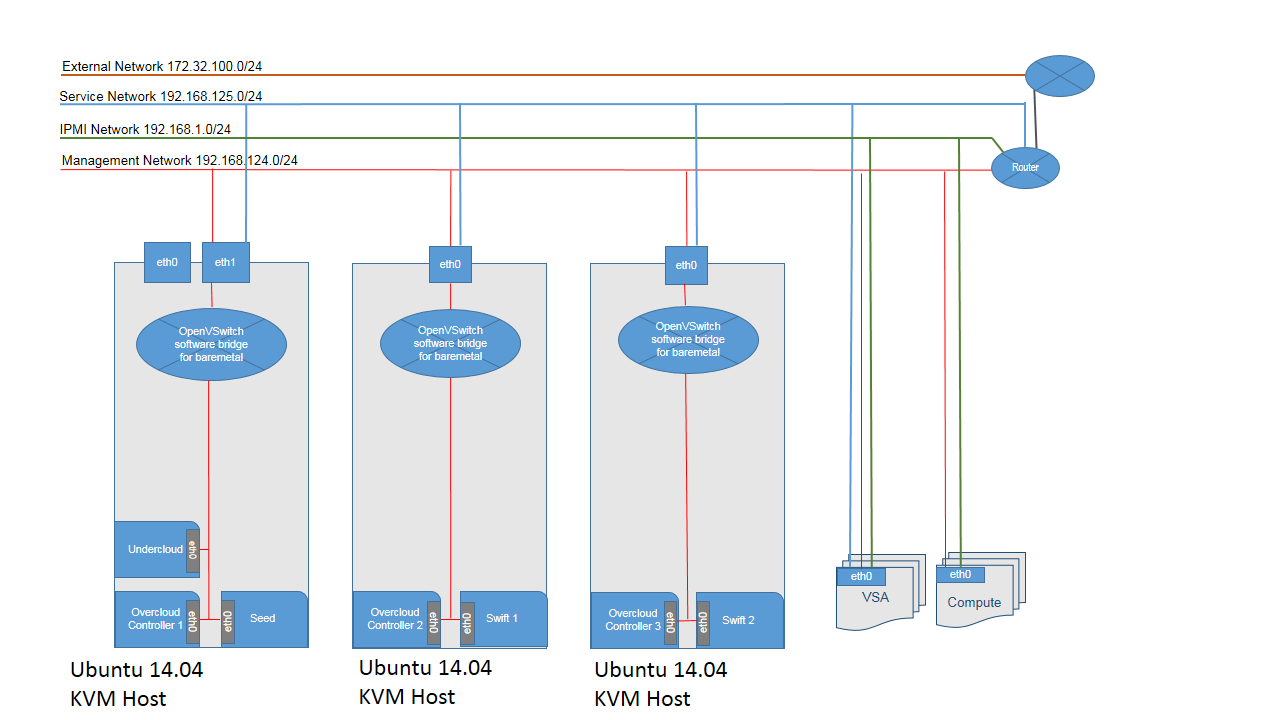 External Network 172.32.100.0/24
Service Network 192.168.125.0/24
IPMI Network 192.168.1.0/24
Management Network 192.168.124.0/24
Router
eth0
eth1
eth0
eth0
OpenVSwitch
software bridge
for baremetal
OpenVSwitch
software bridge
for baremetal
OpenVSwitch
software bridge
for baremetal
Undercloud
eth0
Overcloud
Controller 1
eth0
eth0
Seed
Overcloud
Controller 2
eth0
eth0
Swift 1
Overcloud
Controller 3
eth0
eth0
Swift 2
eth0
VSA
eth0
Compute
Ubuntu 14.04
KVM Host
Ubuntu 14.04
KVM Host
Ubuntu 14.04
KVM Host